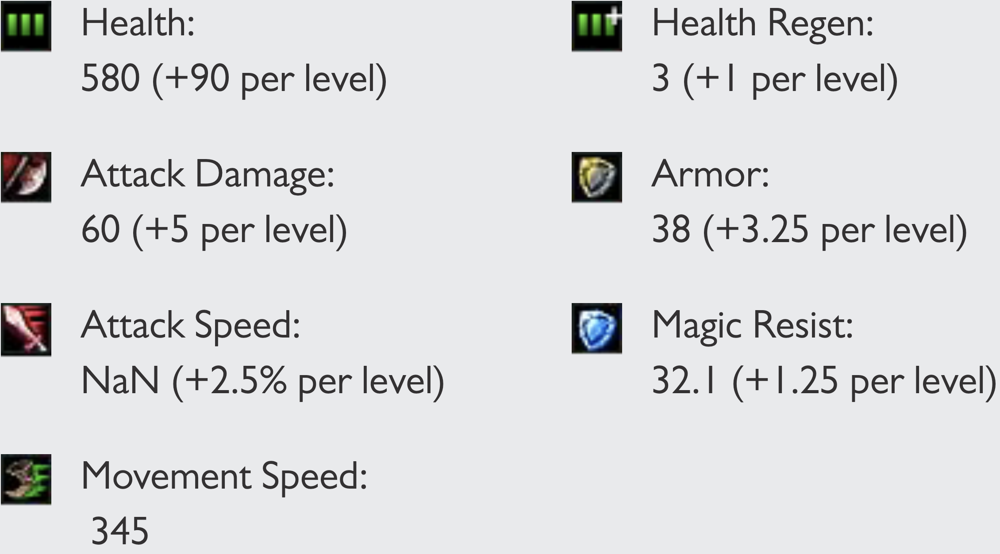 Health:
580 (+90 per level)
Health Regen:
3 (+1 per level)
Attack Damage:
60 (+5 per level)
Armor:
38 (+3.25 per level)
Attack Speed:
NaN (+2.5% per level)
Magic Resist:
32.1 (+1.25 per level)
Movement Speed:
345